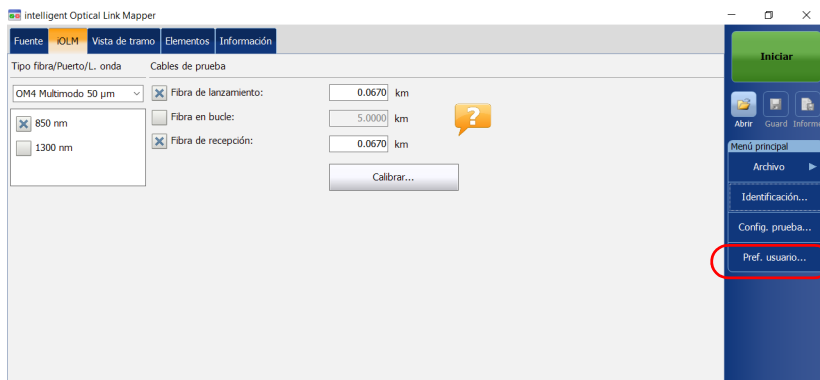 intelligent Optical Link Mapper
Fuente iOLM Vista de tramo Elementos Información
Tipo fibra/Puerto/L. onda Cables de prueba
OM4 Multimodo 50 µm
850 nm
1300 nm
Fibra de lanzamiento: 0.0670 km
Fibra en bucle: 5.0000 km
Fibra de recepción: 0.0670 km
?
Calibrar...
Iniciar
Abrir Guard Informe
Menú principal
Archivo
Identificación...
Config. prueba...
Pref. usuario...